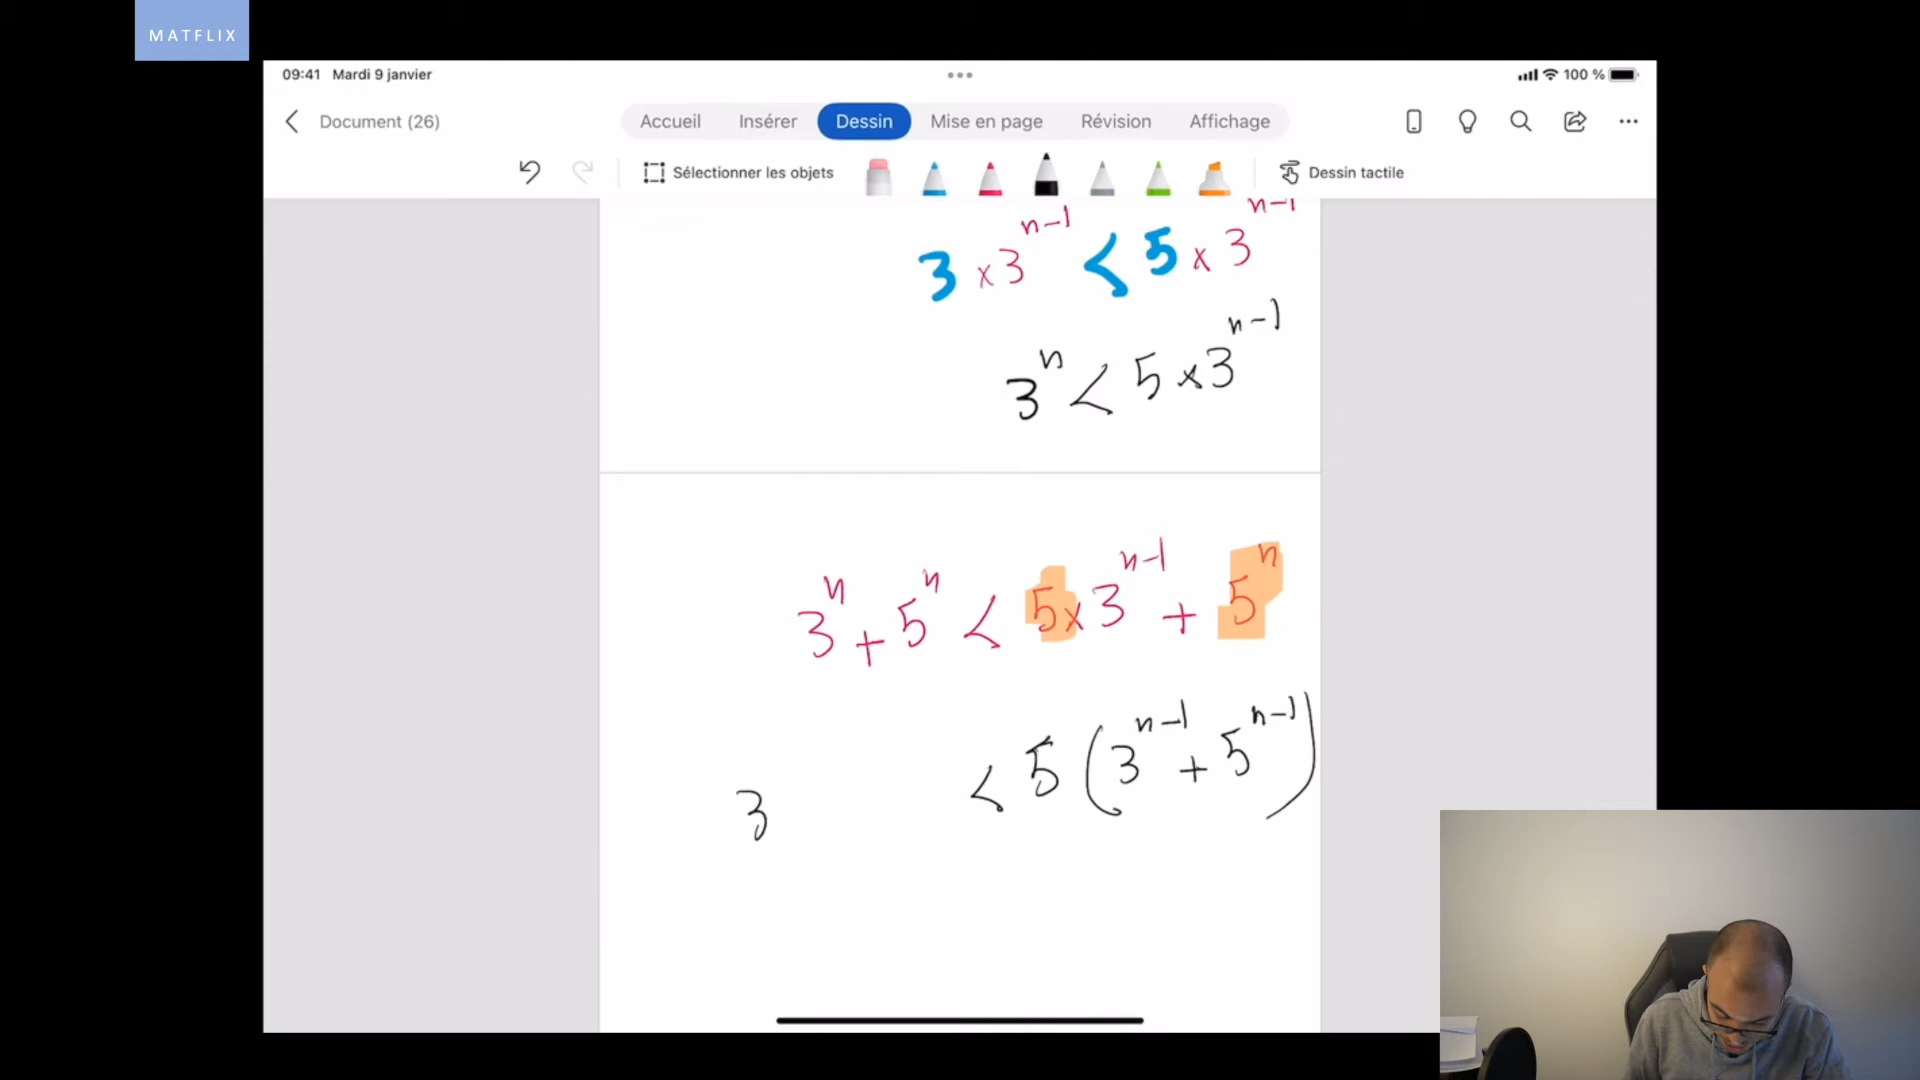 MATFLIX
09:41 Mardi 9 janvier
100 %
Document (26)
Accueil Insérer Dessin Mise en page Révision Affichage
Sélectionner les objets
Dessin tactile
3 × 3^{n-1} < 5 × 3^{n-1}
3^n < 5 × 3^{n-1}
3^n + 5^n < 5 × 3^{n-1} + 5^n
< 5 (3^{n-1} + 5^{n-1})
3